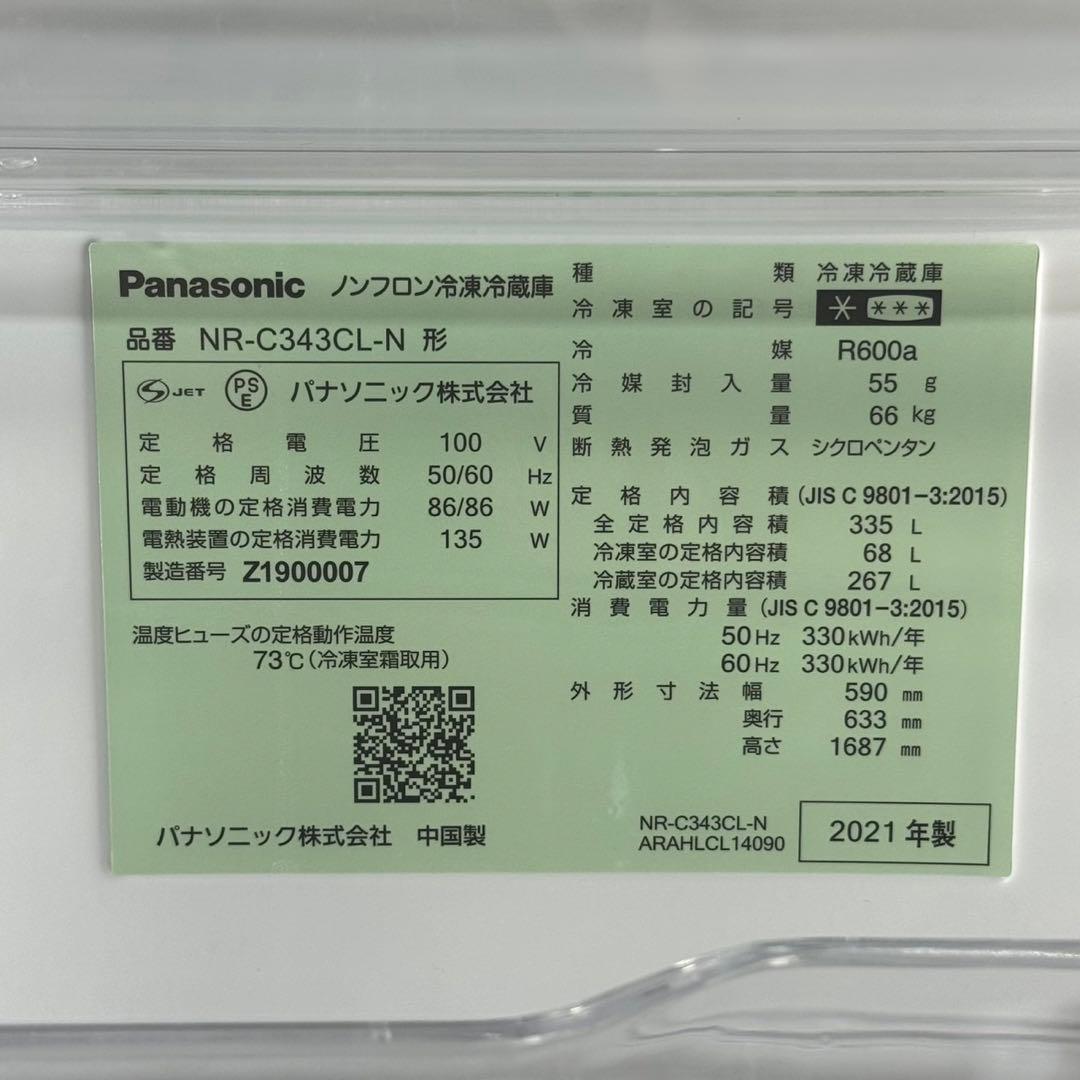 Panasonic ノンフロン冷凍冷蔵庫
品番 NR-C343CL-N 形
S JET PSE パナソニック株式会社
定格電圧 100 V
定格周波数 50/60 Hz
電動機の定格消費電力 86/86 W
電熱装置の定格消費電力 135 W
製造番号 Z1900007
温度ヒューズの定格動作温度
73℃(冷凍室霜取用)
パナソニック株式会社 中国製
種類 冷凍冷蔵庫
冷凍室の記号 * ***
冷媒 R600a
冷媒封入量 55 g
質量 66 kg
断熱発泡ガス シクロペンタン
定格内容積 (JIS C 9801-3:2015)
全定格内容積 335 L
冷凍室の定格内容積 68 L
冷蔵室の定格内容積 267 L
消費電力量 (JIS C 9801-3:2015)
50Hz 330kWh/年
60Hz 330kWh/年
外形寸法 幅 590 mm
奥行 633 mm
高さ 1687 mm
NR-C343CL-N
ARAHLCL14090
2021年製